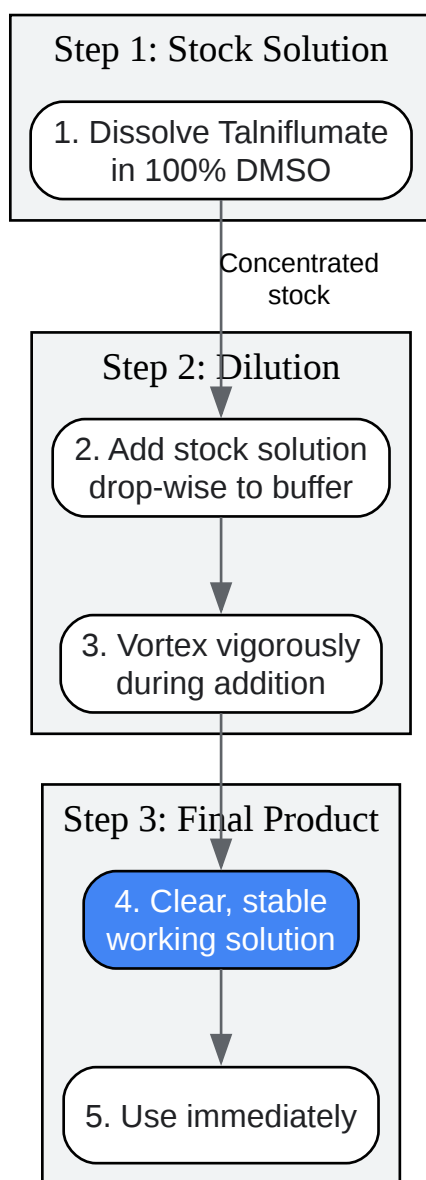 Step 1: Stock Solution
1. Dissolve Talniflumate
in 100% DMSO
Concentrated
stock
Step 2: Dilution
2. Add stock solution
drop-wise to buffer
3. Vortex vigorously
during addition
Step 3: Final Product
4. Clear, stable
working solution
5. Use immediately